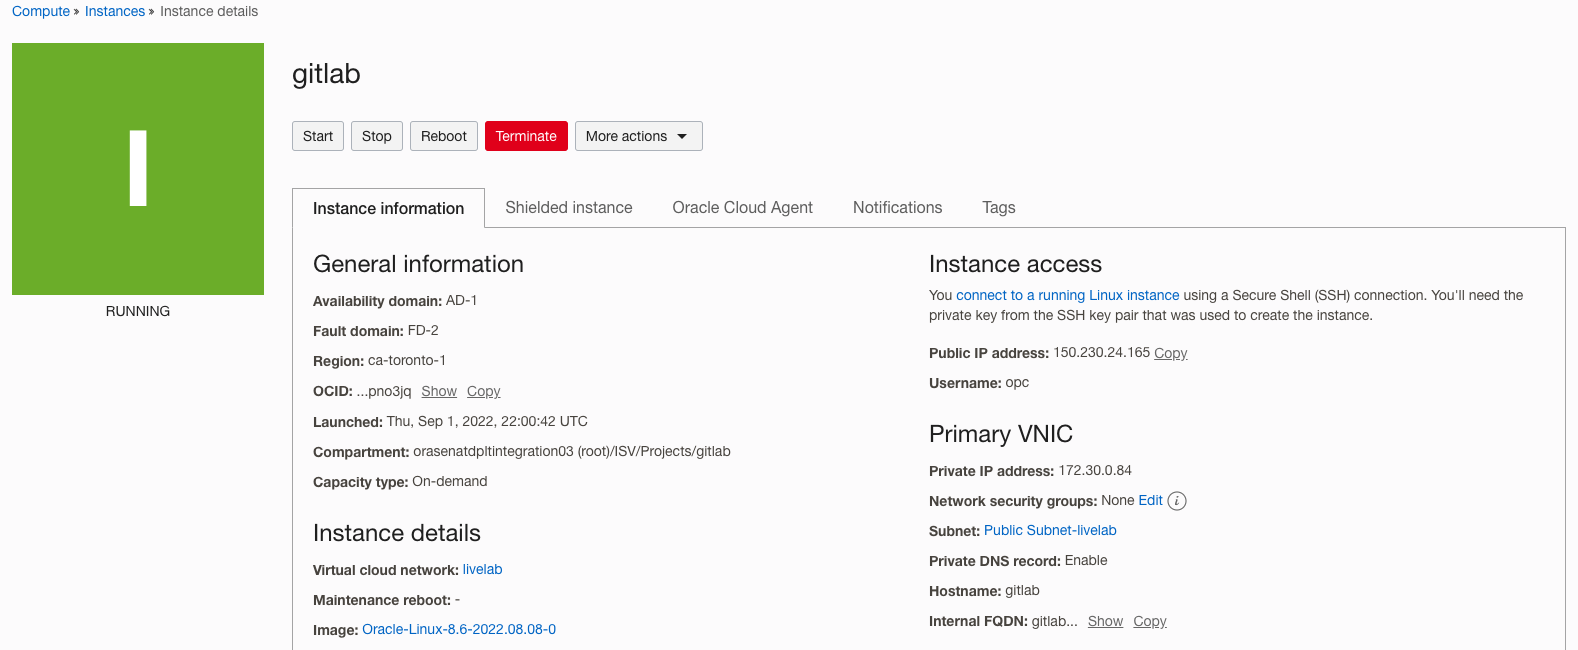 Compute » Instances » Instance details
I
RUNNING
gitlab
Start Stop Reboot Terminate More actions
Instance information Shielded instance Oracle Cloud Agent Notifications Tags
General information
Availability domain: AD-1
Fault domain: FD-2
Region: ca-toronto-1
OCID: ...pno3jq Show Copy
Launched: Thu, Sep 1, 2022, 22:00:42 UTC
Compartment: orasenatdpltintegration03 (root)/ISV/Projects/gitlab
Capacity type: On-demand
Instance details
Virtual cloud network: livelab
Maintenance reboot: -
Image: Oracle-Linux-8.6-2022.08.08-0
Instance access
You connect to a running Linux instance using a Secure Shell (SSH) connection. You'll need the
private key from the SSH key pair that was used to create the instance.
Public IP address: 150.230.24.165 Copy
Username: opc
Primary VNIC
Private IP address: 172.30.0.84
Network security groups: None Edit i
Subnet: Public Subnet-livelab
Private DNS record: Enable
Hostname: gitlab
Internal FQDN: gitlab... Show Copy